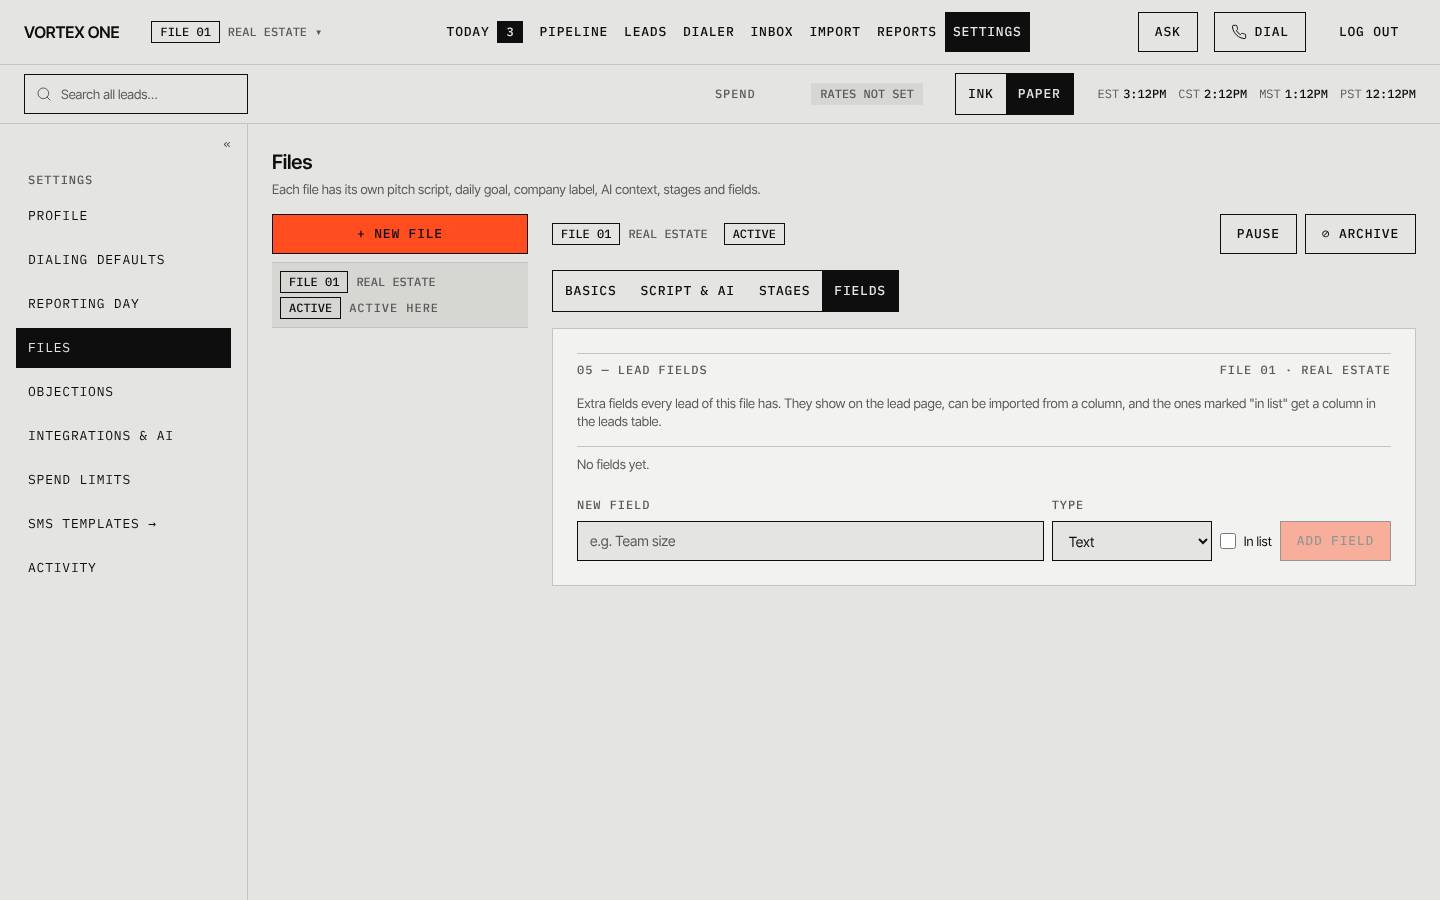 VORTEX ONE
FILE 01 REAL ESTATE ▾
TODAY 3 PIPELINE LEADS DIALER INBOX IMPORT REPORTS SETTINGS
ASK DIAL LOG OUT
Search all leads...
SPEND RATES NOT SET INK PAPER EST 3:12PM CST 2:12PM MST 1:12PM PST 12:12PM
«
SETTINGS
PROFILE
DIALING DEFAULTS
REPORTING DAY
FILES
OBJECTIONS
INTEGRATIONS & AI
SPEND LIMITS
SMS TEMPLATES →
ACTIVITY
Files
Each file has its own pitch script, daily goal, company label, AI context, stages and fields.
+ NEW FILE
FILE 01 REAL ESTATE
ACTIVE ACTIVE HERE
FILE 01 REAL ESTATE ACTIVE
PAUSE ⊘ ARCHIVE
BASICS SCRIPT & AI STAGES FIELDS
05 — LEAD FIELDS FILE 01 · REAL ESTATE
Extra fields every lead of this file has. They show on the lead page, can be imported from a column, and the ones marked "in list" get a column in
the leads table.
No fields yet.
NEW FIELD TYPE
e.g. Team size Text In list ADD FIELD